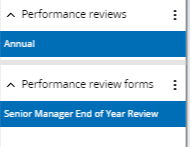 Performance reviews
Annual
Performance review forms
Senior Manager End of Year Review